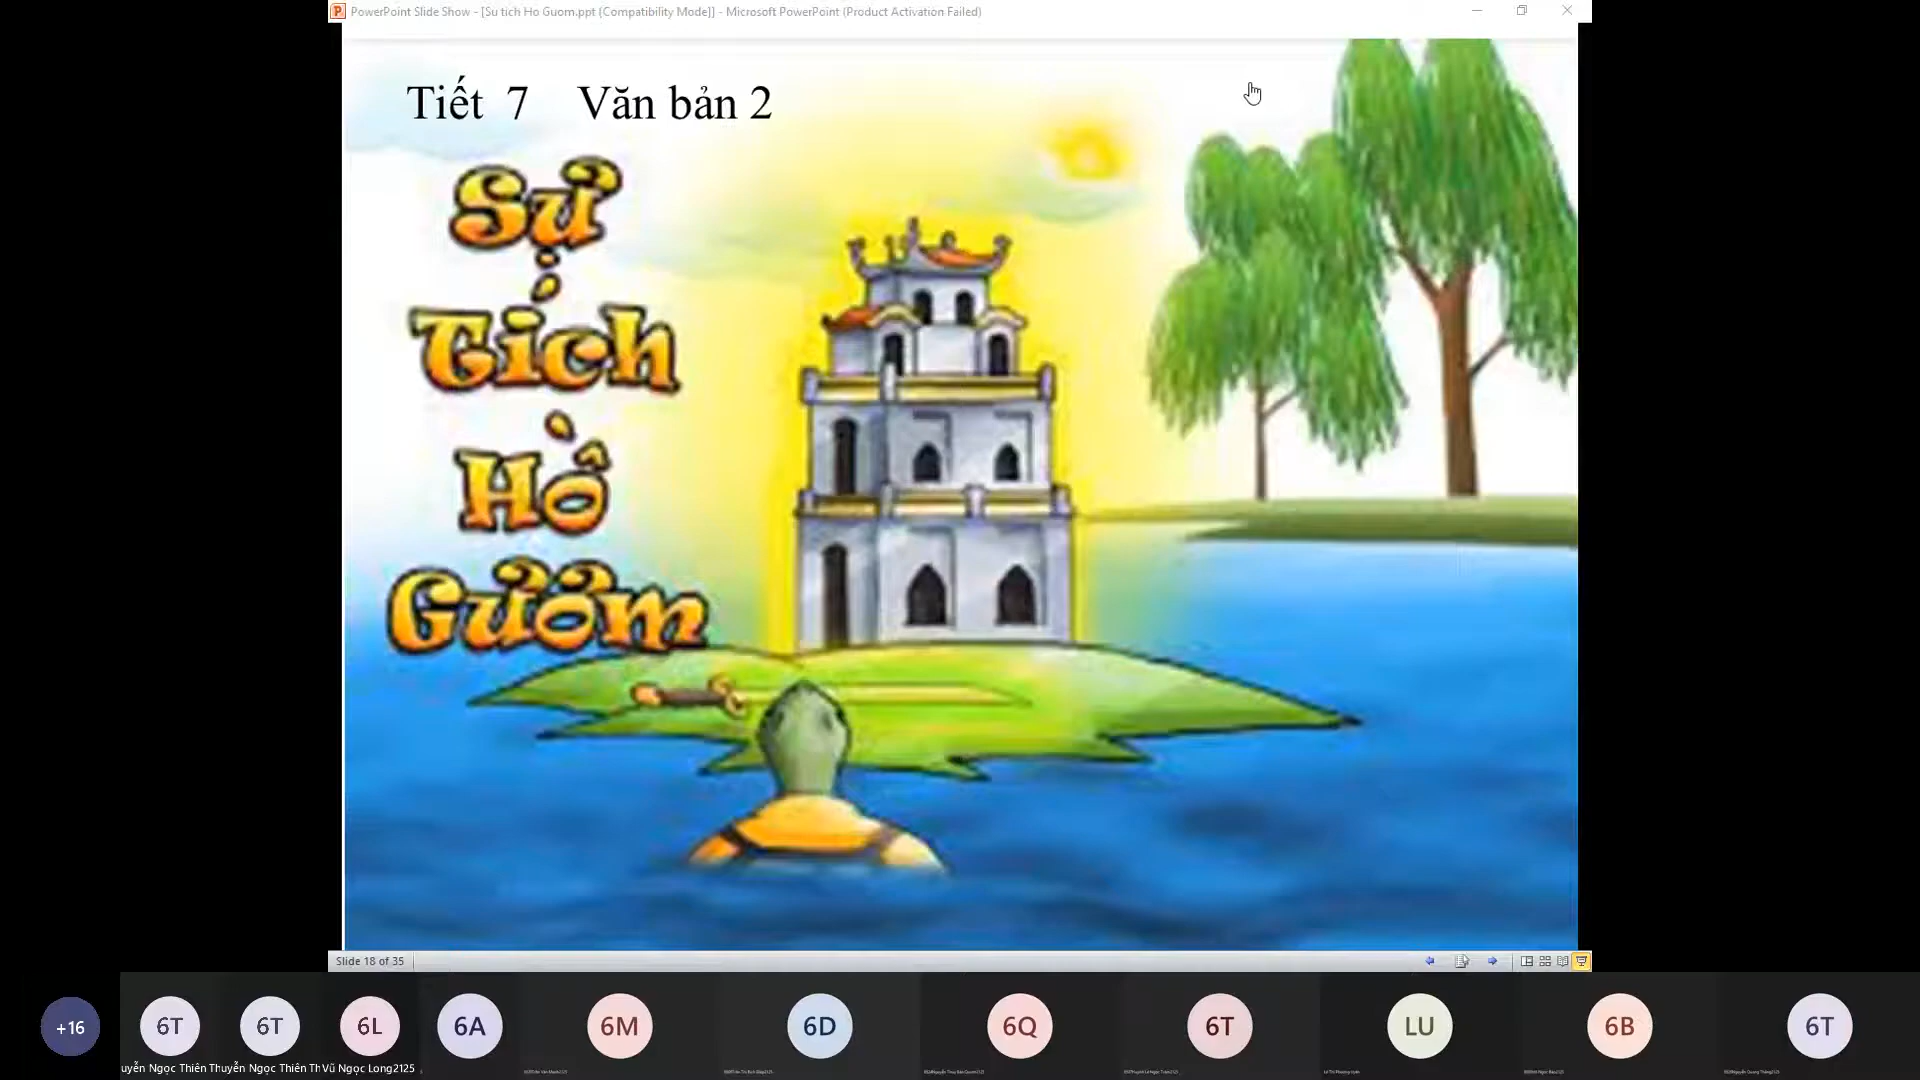 PowerPoint Slide Show - [Su tich Ho Guom.ppt [Compatibility Mode]] - Microsoft PowerPoint (Product Activation Failed)
Tiết 7 Văn bản 2
Sự
Tích
Hồ
Gươm
Slide 18 of 35
+16
6T
6T
6L
6A
6M
6D
6Q
6T
LU
6B
6T
uyễn Ngọc Thiên Th
uyễn Ngọc Thiên Th
Vũ Ngọc Long2125